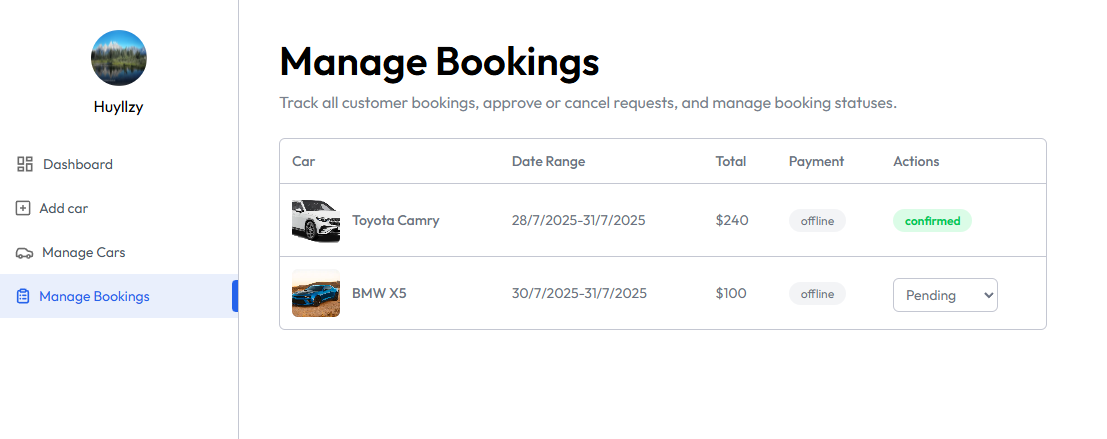 Huyllzy
Dashboard
Add car
Manage Cars
Manage Bookings
Manage Bookings
Track all customer bookings, approve or cancel requests, and manage booking statuses.
Car Date Range Total Payment Actions
Toyota Camry 28/7/2025-31/7/2025 $240 offline confirmed
BMW X5 30/7/2025-31/7/2025 $100 offline Pending